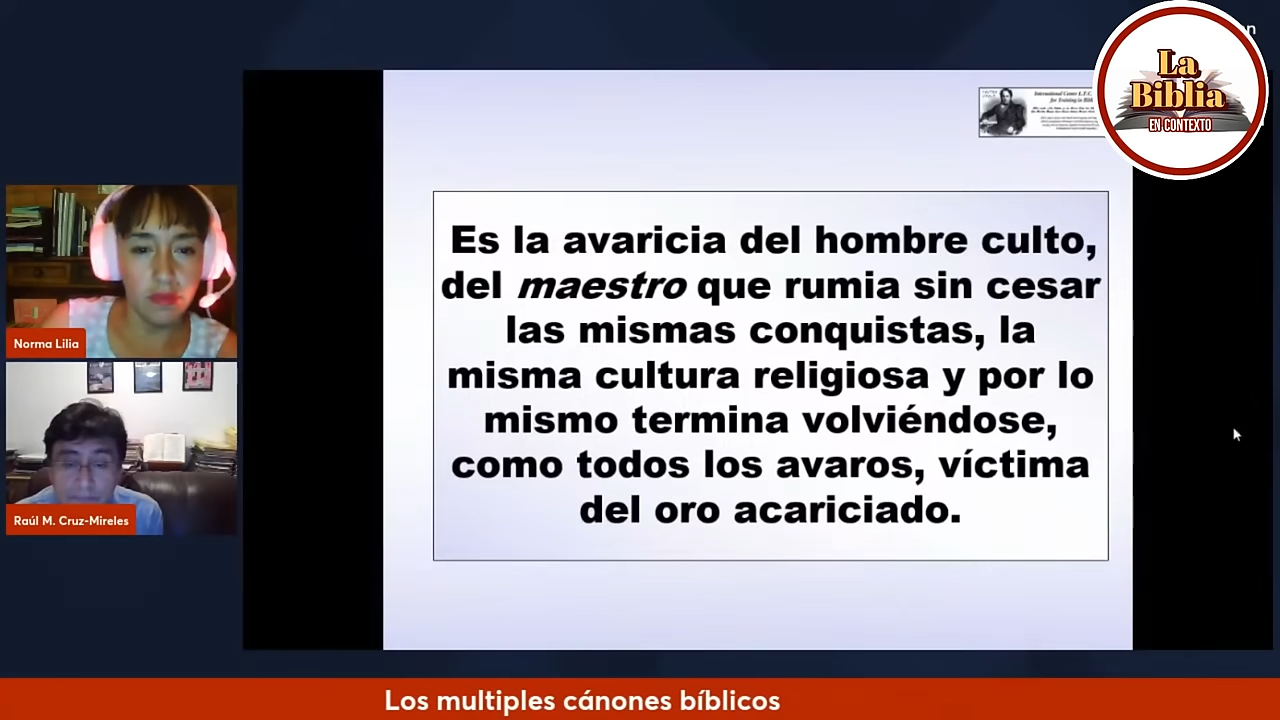 La
Biblia
EN CONTEXTO
International Center L.T.C.
for Training in
Es la avaricia del hombre culto,
del maestro que rumia sin cesar
las mismas conquistas, la
misma cultura religiosa y por lo
mismo termina volviéndose,
como todos los avaros, víctima
del oro acariciado.
Norma Lilia
Raúl M. Cruz-Mireles
Los multiples cánones bíblicos